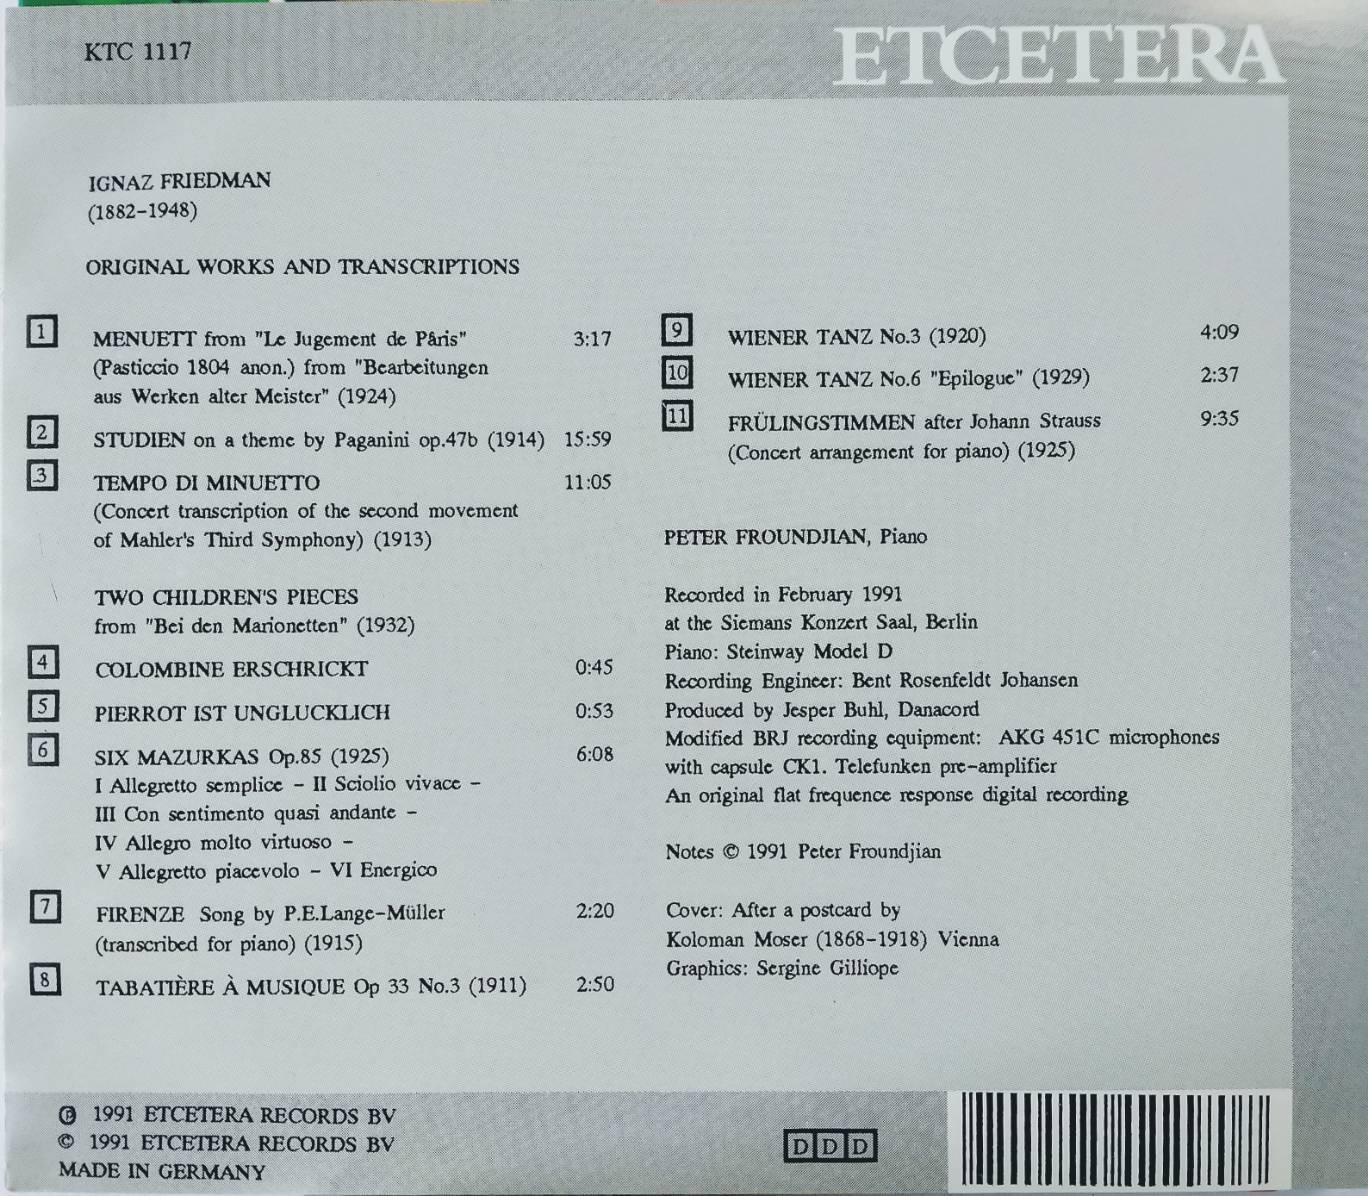 KTC 1117
ETCETERA
IGNAZ FRIEDMAN
(1882-1948)
ORIGINAL WORKS AND TRANSCRIPTIONS
1 MENUETT from "Le Jugement de Pâris" 3:17
(Pasticcio 1804 anon.) from "Bearbeitungen
aus Werken alter Meister" (1924)
2 STUDIEN on a theme by Paganini op.47b (1914) 15:59
3 TEMPO DI MINUETTO 11:05
(Concert transcription of the second movement
of Mahler's Third Symphony) (1913)
TWO CHILDREN'S PIECES
from "Bei den Marionetten" (1932)
4 COLOMBINE ERSCHRICKT 0:45
5 PIERROT IST UNGLUCKLICH 0:53
6 SIX MAZURKAS Op.85 (1925) 6:08
I Allegretto semplice - II Sciolio vivace -
III Con sentimento quasi andante -
IV Allegro molto virtuoso -
V Allegretto piacevolo - VI Energico
7 FIRENZE Song by P.E.Lange-Müller 2:20
(transcribed for piano) (1915)
8 TABATIÈRE À MUSIQUE Op 33 No.3 (1911) 2:50
9 WIENER TANZ No.3 (1920) 4:09
10 WIENER TANZ No.6 "Epilogue" (1929) 2:37
11 FRÜLINGSTIMMEN after Johann Strauss 9:35
(Concert arrangement for piano) (1925)
PETER FROUNDJIAN, Piano
Recorded in February 1991
at the Siemans Konzert Saal, Berlin
Piano: Steinway Model D
Recording Engineer: Bent Rosenfeldt Johansen
Produced by Jesper Buhl, Danacord
Modified BRJ recording equipment: AKG 451C microphones
with capsule CK1. Telefunken pre-amplifier
An original flat frequence response digital recording
Notes © 1991 Peter Froundjian
Cover: After a postcard by
Koloman Moser (1868-1918) Vienna
Graphics: Sergine Gilliope
℗ 1991 ETCETERA RECORDS BV
© 1991 ETCETERA RECORDS BV
MADE IN GERMANY
DDD